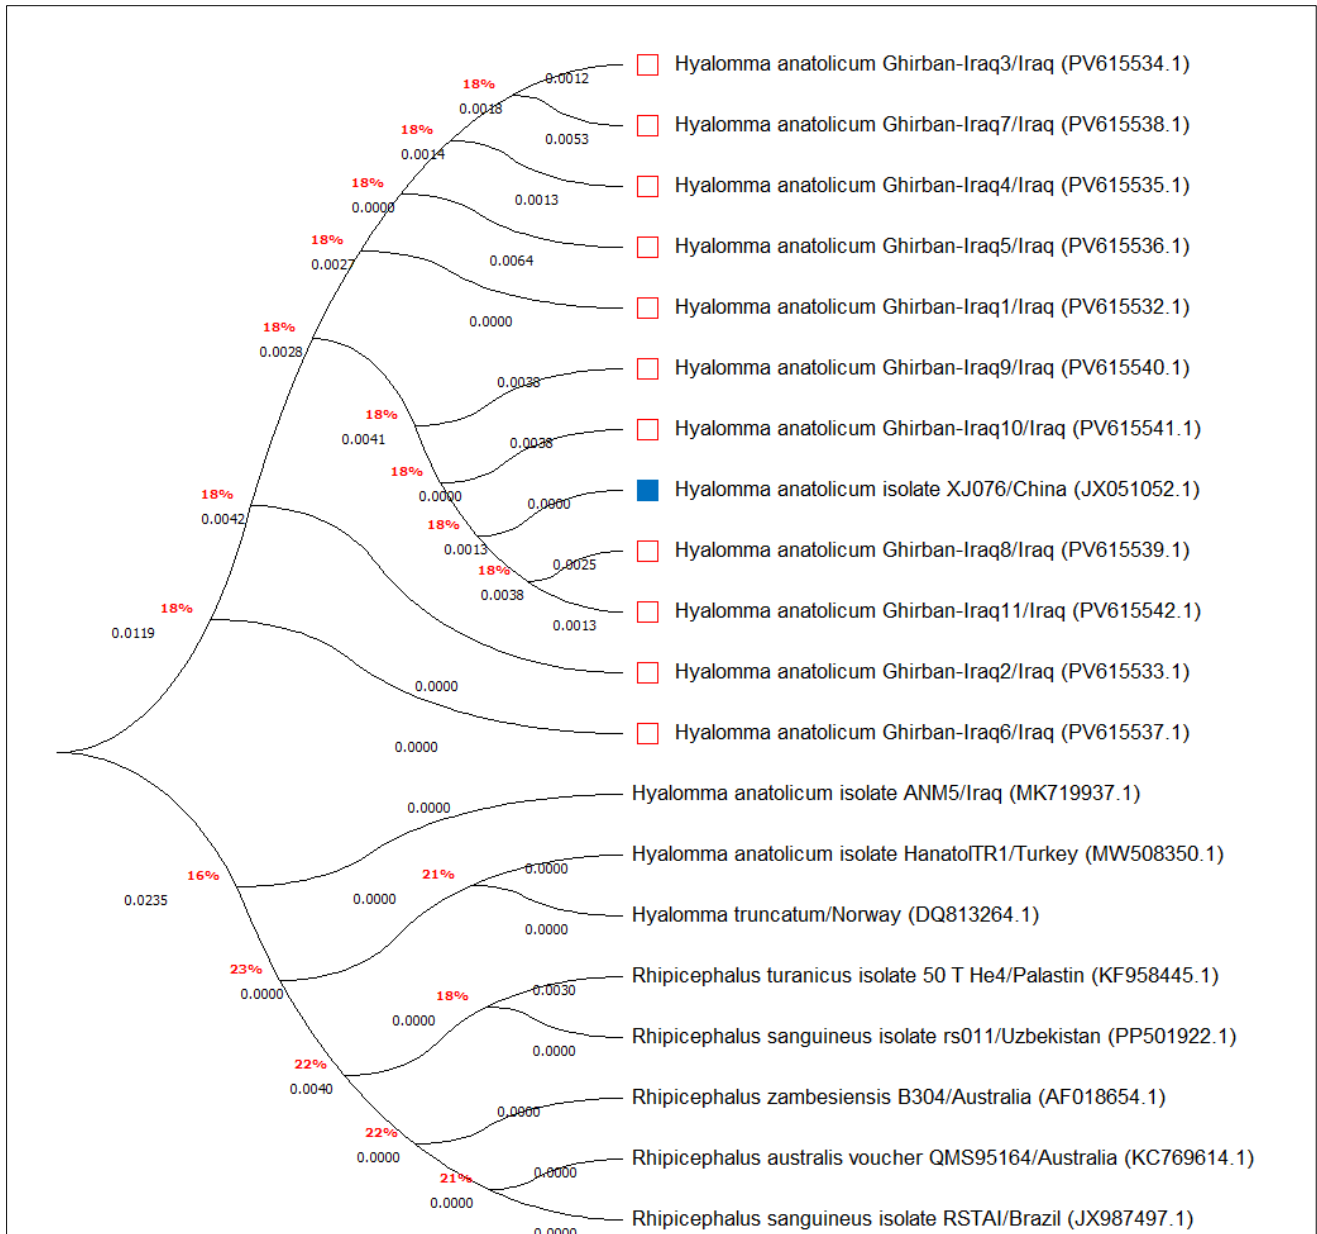 Hyalomma anatolicum Ghirban-Iraq3/Iraq (PV615534.1)
0.0012
18%
0.0018
Hyalomma anatolicum Ghirban-Iraq7/Iraq (PV615538.1)
18%
0.0053
0.0014
Hyalomma anatolicum Ghirban-Iraq4/Iraq (PV615535.1)
18%
0.0013
0.0000
Hyalomma anatolicum Ghirban-Iraq5/Iraq (PV615536.1)
18%
0.0064
0.0027
Hyalomma anatolicum Ghirban-Iraq1/Iraq (PV615532.1)
0.0000
18%
0.0028
Hyalomma anatolicum Ghirban-Iraq9/Iraq (PV615540.1)
0.0038
18%
0.0041
Hyalomma anatolicum Ghirban-Iraq10/Iraq (PV615541.1)
0.0038
18%
0.0000
Hyalomma anatolicum isolate XJ076/China (JX051052.1)
0.0000
18%
0.0042
18%
0.0013
Hyalomma anatolicum Ghirban-Iraq8/Iraq (PV615539.1)
0.0025
18%
0.0038
Hyalomma anatolicum Ghirban-Iraq11/Iraq (PV615542.1)
0.0013
18%
0.0119
Hyalomma anatolicum Ghirban-Iraq2/Iraq (PV615533.1)
0.0000
Hyalomma anatolicum Ghirban-Iraq6/Iraq (PV615537.1)
0.0000
Hyalomma anatolicum isolate ANM5/Iraq (MK719937.1)
0.0000
Hyalomma anatolicum isolate HanatolTR1/Turkey (MW508350.1)
0.0000
16%
21%
0.0235
0.0000
Hyalomma truncatum/Norway (DQ813264.1)
0.0000
23%
0.0000
Rhipicephalus turanicus isolate 50 T He4/Palastin (KF958445.1)
0.0030
18%
0.0000
Rhipicephalus sanguineus isolate rs011/Uzbekistan (PP501922.1)
0.0000
22%
0.0040
Rhipicephalus zambesiensis B304/Australia (AF018654.1)
0.0000
22%
0.0000
Rhipicephalus australis voucher QMS95164/Australia (KC769614.1)
0.0000
21%
0.0000
Rhipicephalus sanguineus isolate RSTAI/Brazil (JX987497.1)
0.0000